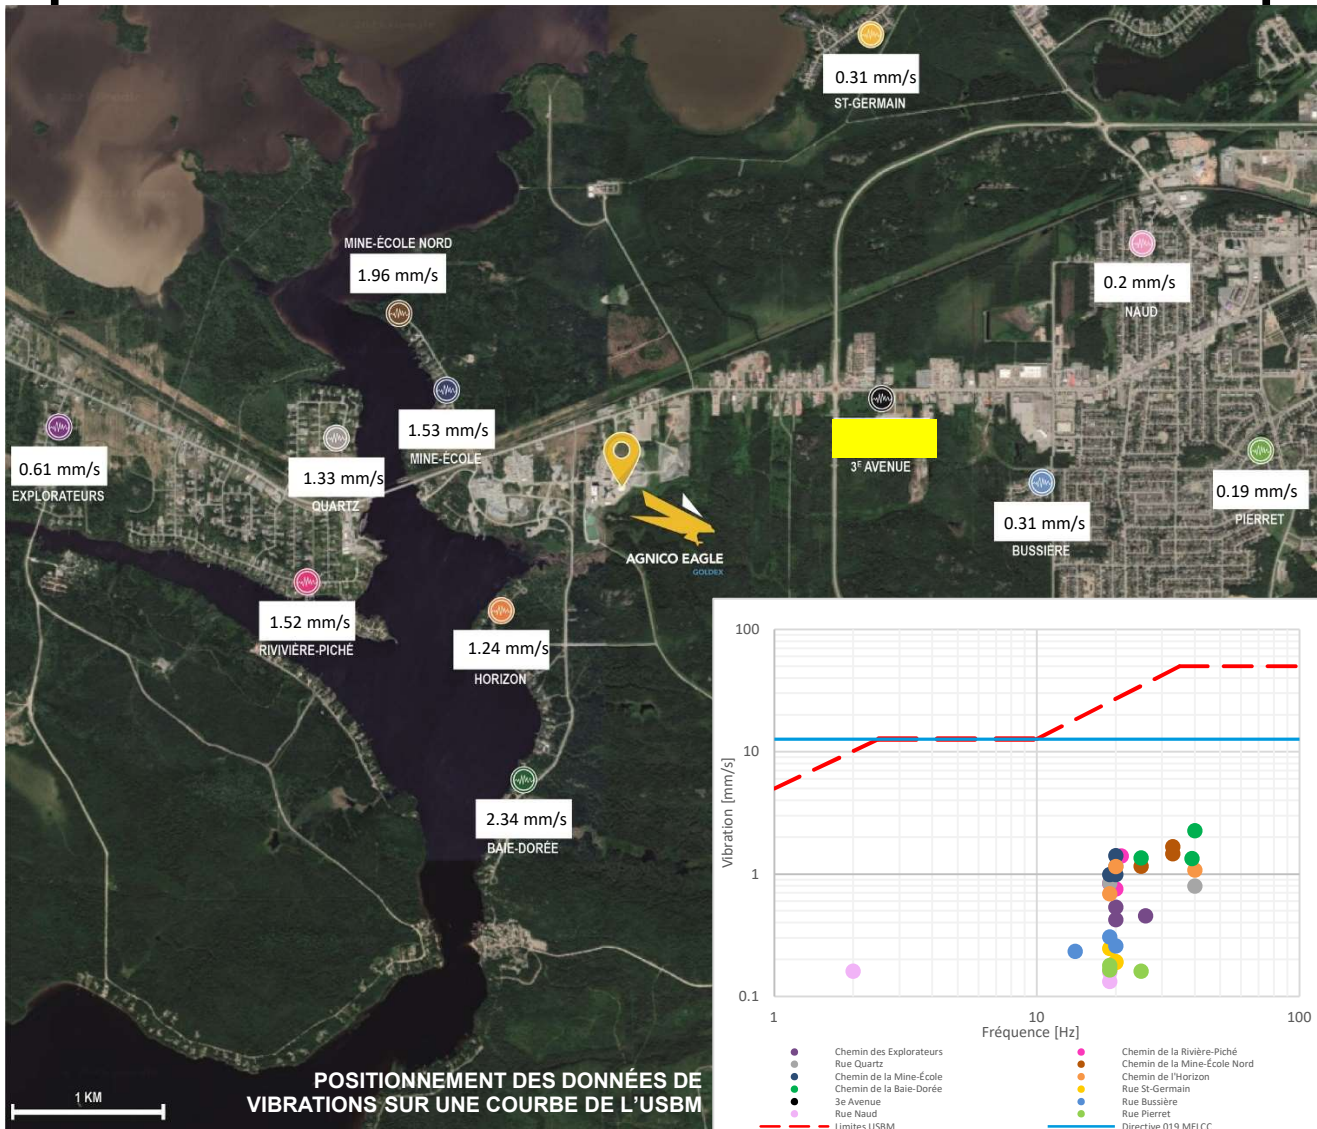 0.31 mm/s
ST-GERMAIN
MINE-ÉCOLE NORD
1.96 mm/s
0.2 mm/s
NAUD
1.53 mm/s
MINE-ÉCOLE
0.61 mm/s
EXPLORATEURS
1.33 mm/s
QUARTZ
3E AVENUE
0.19 mm/s
PIERRET
0.31 mm/s
BUSSIÈRE
AGNICO EAGLE
GOLDEX
1.52 mm/s
RIVIVIÈRE-PICHÉ
1.24 mm/s
HORIZON
2.34 mm/s
BAIE-DORÉE
100
10
1
0.1
Vibration [mm/s]
1
10
100
Fréquence [Hz]
Chemin des Explorateurs
Chemin de la Rivière-Piché
Rue Quartz
Chemin de la Mine-École Nord
Chemin de la Mine-École
Chemin de l'Horizon
Chemin de la Baie-Dorée
Rue St-Germain
3e Avenue
Rue Bussière
Rue Naud
Rue Pierret
Limites USBM
Directive 019 MELCC
POSITIONNEMENT DES DONNÉES DE
VIBRATIONS SUR UNE COURBE DE L'USBM
1 KM